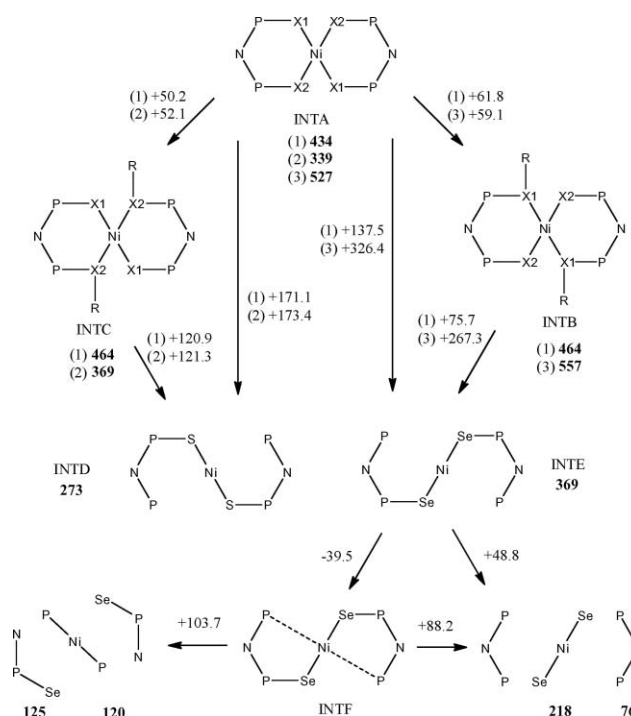 P X1 X2 P
N Ni N
P X2 X1 P
(1) +50.2
(2) +52.1
(1) +61.8
(3) +59.1
INTA
(1) 434
(2) 339
(3) 527
R
P X1 X2 P
N Ni N
P X2 X1 P
R
R
P X1 X2 P
N Ni N
P X2 X1 P
R
(1) +137.5
(3) +326.4
(1) +171.1
(2) +173.4
INTC
(1) 464
(2) 369
(1) +120.9
(2) +121.3
(1) +75.7
(3) +267.3
INTB
(1) 464
(3) 557
INTD
273
P S P
N Ni N
P S P
P Se P
N Ni N
P Se P
INTE
369
-39.5
+48.8
Se P
N P Ni N
P P
Se
+103.7
P Se P
N Ni N
P Se P
+88.2
P Se P
N Ni
P Se P
125 120 INTF 218